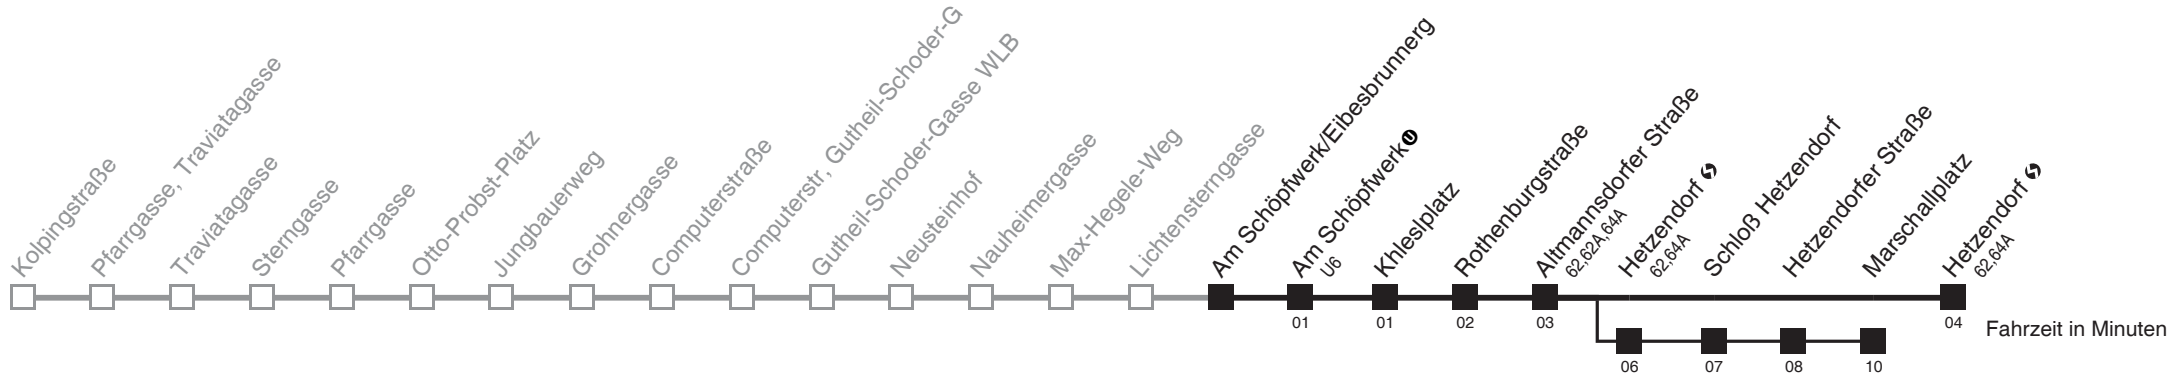 Kolpingstraße
Pfarrgasse, Traviatagasse
Traviatagasse
Sterngasse
Pfarrgasse
Otto-Probst-Platz
Jungbauerweg
Grohnergasse
Computerstraße
Computerstr, Gutheil-Schoder-G
Gutheil-Schoder-Gasse WLB
Neusteinhof
Nauheimergasse
Max-Hegele-Weg
Lichtensterngasse
Am Schöpfwerk/Eibesbrunnerg
Am Schöpfwerk U
U6
Khleslplatz
Rothenburgstraße
Altmannsdorfer Straße
62,62A,64A
Hetzendorf S
62,64A
Schloß Hetzendorf
Hetzendorfer Straße
Marschallplatz
Hetzendorf S
62,64A
01
01
02
03
04
Fahrzeit in Minuten
06
07
08
10